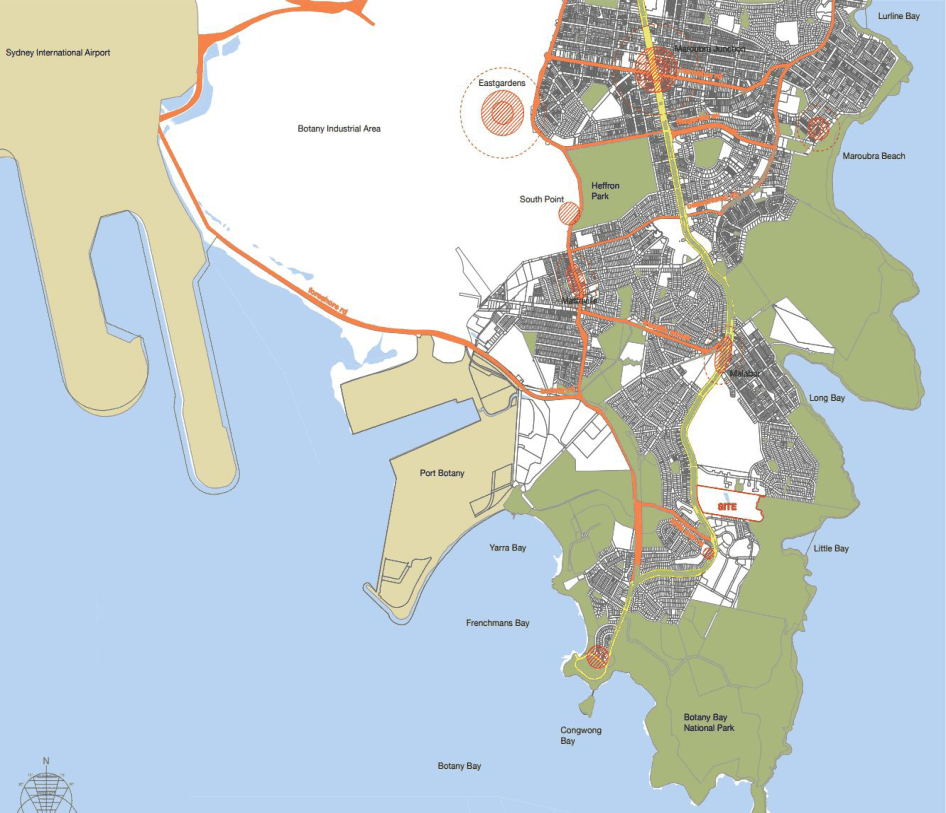 Lurline Bay
Sydney International Airport
Maroubra Junction
Eastgardens
Botany Industrial Area
Maroubra Beach
Heffron
Park
South Point
foreshore rd
Matraville
Malabar
Long Bay
Port Botany
SITE
Yarra Bay
Little Bay
Frenchmans Bay
Botany Bay
National Park
Congwong
Bay
Botany Bay
N